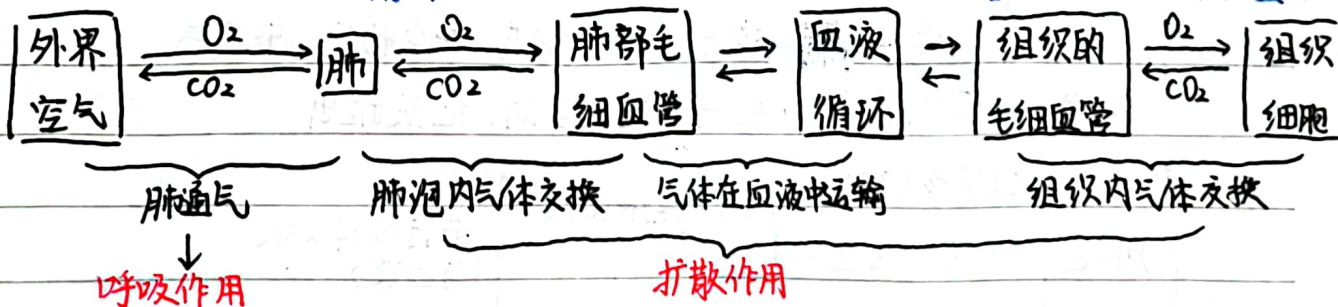 外界 O₂ 肺 O₂ 肺部毛 血液 组织的 O₂ 组织
空气 CO₂ CO₂ 细血管 循环 毛细血管 CO₂ 细胞
肺通气 肺泡内气体交换 气体在血液中运输 组织内气体交换
呼吸作用 扩散作用